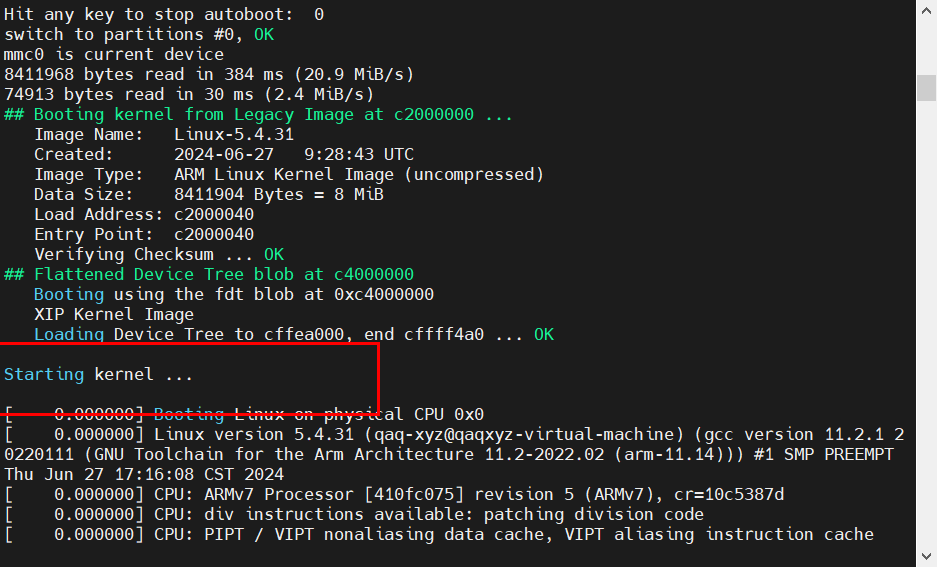 Hit any key to stop autoboot:  0
switch to partitions #0, OK
mmc0 is current device
8411968 bytes read in 384 ms (20.9 MiB/s)
74913 bytes read in 30 ms (2.4 MiB/s)
## Booting kernel from Legacy Image at c2000000 ...
   Image Name:   Linux-5.4.31
   Created:      2024-06-27   9:28:43 UTC
   Image Type:   ARM Linux Kernel Image (uncompressed)
   Data Size:    8411904 Bytes = 8 MiB
   Load Address: c2000040
   Entry Point:  c2000040
   Verifying Checksum ... OK
## Flattened Device Tree blob at c4000000
   Booting using the fdt blob at 0xc4000000
   XIP Kernel Image
   Loading Device Tree to cffea000, end cffff4a0 ... OK

Starting kernel ...

[    0.000000] Booting Linux on physical CPU 0x0
[    0.000000] Linux version 5.4.31 (qaq-xyz@qaqxyz-virtual-machine) (gcc version 11.2.1 2
0220111 (GNU Toolchain for the Arm Architecture 11.2-2022.02 (arm-11.14))) #1 SMP PREEMPT
Thu Jun 27 17:16:08 CST 2024
[    0.000000] CPU: ARMv7 Processor [410fc075] revision 5 (ARMv7), cr=10c5387d
[    0.000000] CPU: div instructions available: patching division code
[    0.000000] CPU: PIPT / VIPT nonaliasing data cache, VIPT aliasing instruction cache